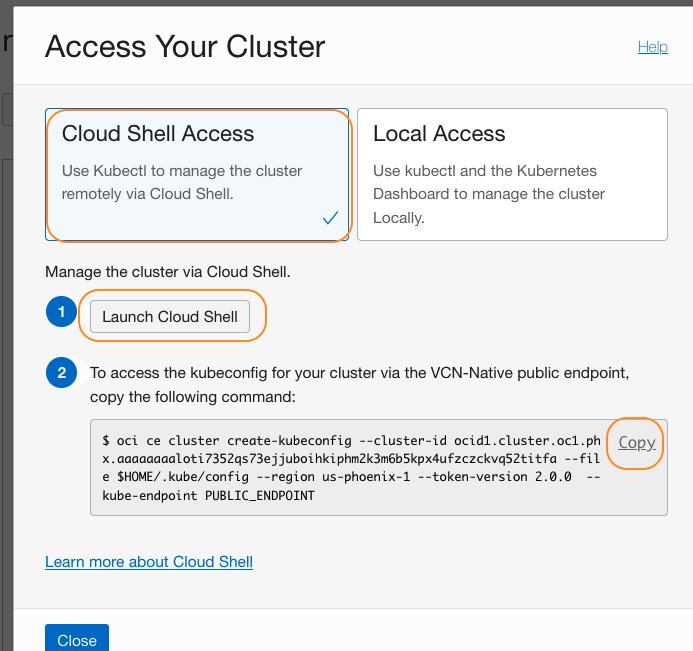 Access Your Cluster
Help
Cloud Shell Access
Use Kubectl to manage the cluster
remotely via Cloud Shell.
Local Access
Use kubectl and the Kubernetes
Dashboard to manage the cluster
Locally.
Manage the cluster via Cloud Shell.
1
Launch Cloud Shell
2
To access the kubeconfig for your cluster via the VCN-Native public endpoint,
copy the following command:
$ oci ce cluster create-kubeconfig --cluster-id ocid1.cluster.oc1.ph
x.aaaaaaaaloti7352qs73ejjuboihkiphm2k3m6b5kpx4ufzczckvq52titfa --fil
e $HOME/.kube/config --region us-phoenix-1 --token-version 2.0.0  --
kube-endpoint PUBLIC_ENDPOINT
Copy
Learn more about Cloud Shell
Close